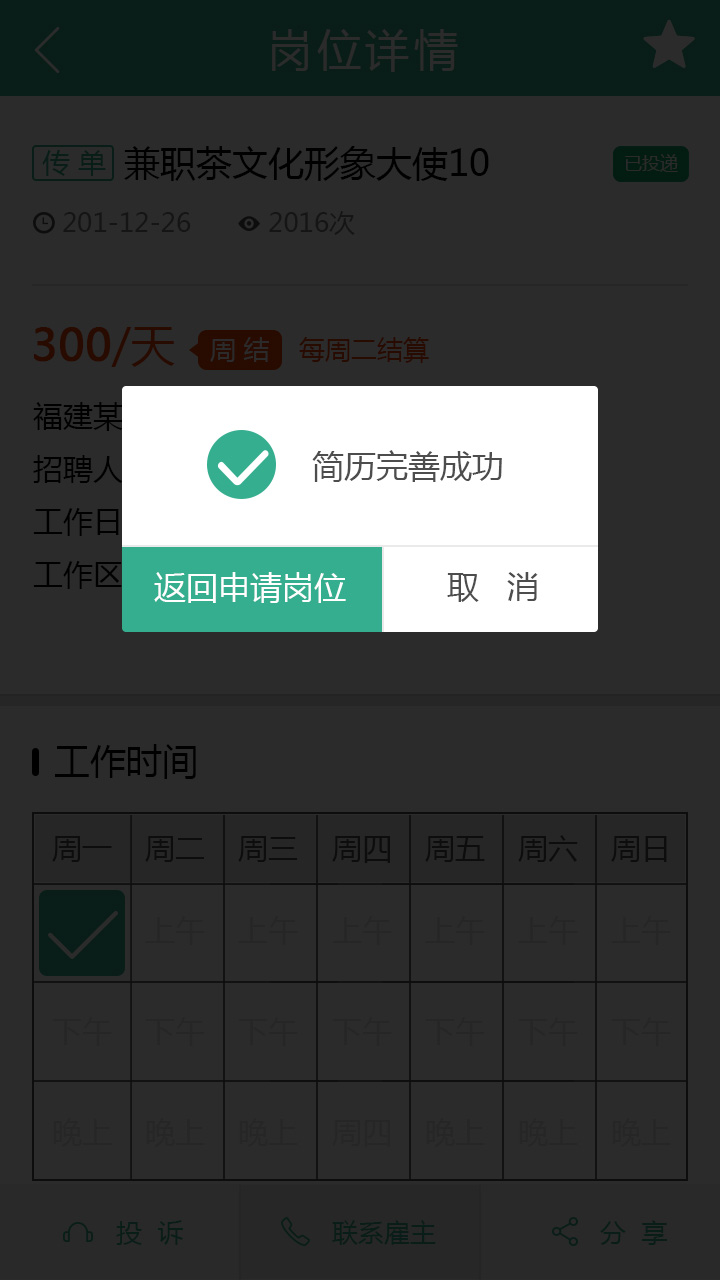 岗位详情
传单 兼职茶文化形象大使10 已投递
201-12-26 2016次
300/天 周结 每周二结算
福建某
招聘人
工作日
工作区
简历完善成功
返回申请岗位 取 消
工作时间
周一 周二 周三 周四 周五 周六 周日
上午 上午 上午 上午 上午 上午
下午 下午 下午 下午 下午 下午 下午
晚上 晚上 晚上 周四 晚上 晚上 晚上
投 诉 联系雇主 分 享